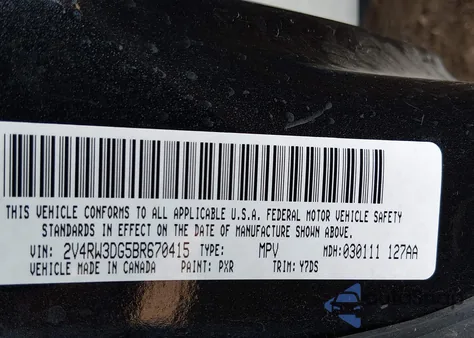 THIS VEHICLE CONFORMS TO ALL APPLICABLE U.S.A. FEDERAL MOTOR VEHICLE SAFETY
STANDARDS IN EFFECT ON THE DATE OF MANUFACTURE SHOWN ABOVE.
VIN: 2V4RW3DG5BR670415 TYPE: MPV MDH: 030111 127AA
VEHICLE MADE IN CANADA PAINT: PXR TRIM: Y7DS